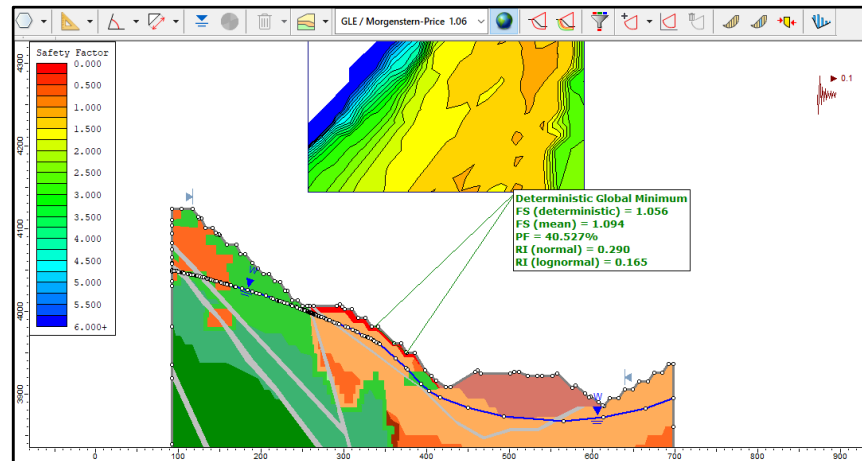 GLE / Morgenstern-Price 1.06
Safety Factor
0.000
0.500
1.000
1.500
2.000
2.500
3.000
3.500
4.000
4.500
5.000
5.500
6.000+
0.1
Deterministic Global Minimum
FS (deterministic) = 1.056
FS (mean) = 1.094
PF = 40.527%
RI (normal) = 0.290
RI (lognormal) = 0.165
W
W
4300
4200
4100
4000
3900
0 100 200 300 400 500 600 700 800 900